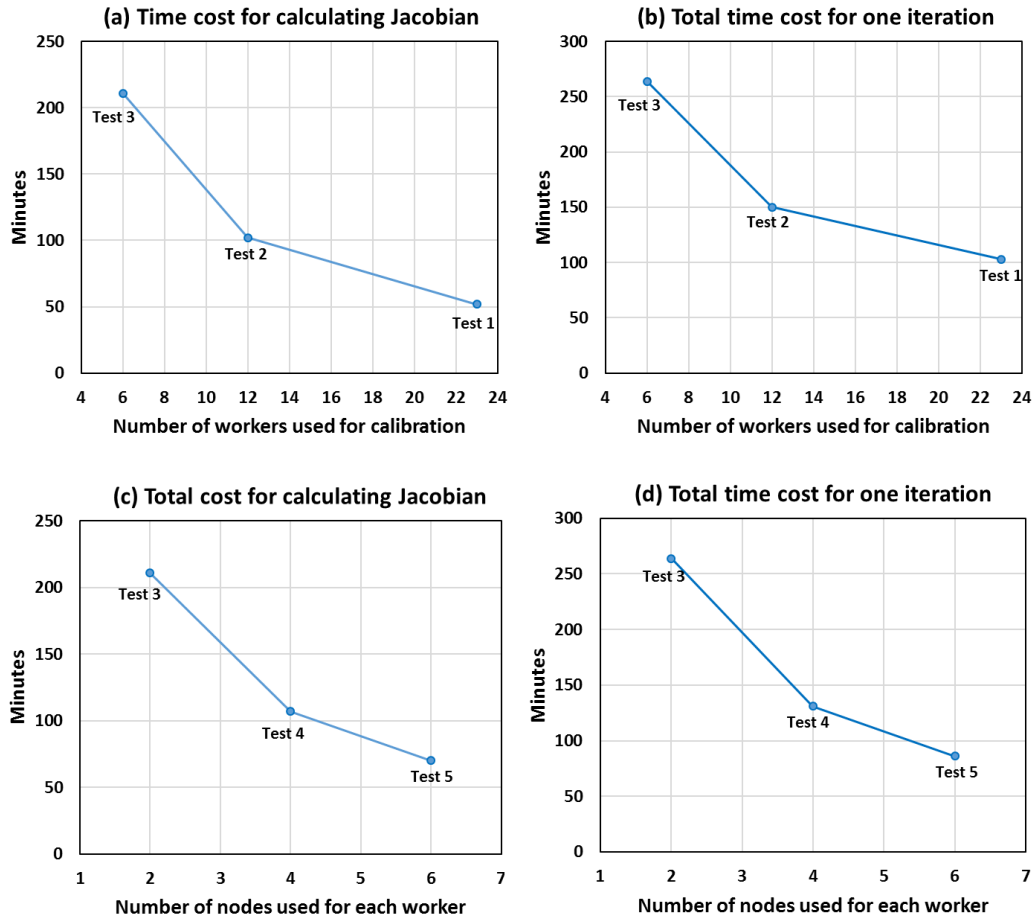 (a) Time cost for calculating Jacobian
250
200
150
100
50
0
Minutes
Test 3
Test 2
Test 1
4 6 8 10 12 14 16 18 20 22 24
Number of workers used for calibration
(b) Total time cost for one iteration
300
250
200
150
100
50
0
Minutes
Test 3
Test 2
Test 1
4 6 8 10 12 14 16 18 20 22 24
Number of workers used for calibration
(c) Total cost for calculating Jacobian
250
200
150
100
50
0
Minutes
Test 3
Test 4
Test 5
1 2 3 4 5 6 7
Number of nodes used for each worker
(d) Total time cost for one iteration
300
250
200
150
100
50
0
Minutes
Test 3
Test 4
Test 5
1 2 3 4 5 6 7
Number of nodes used for each worker